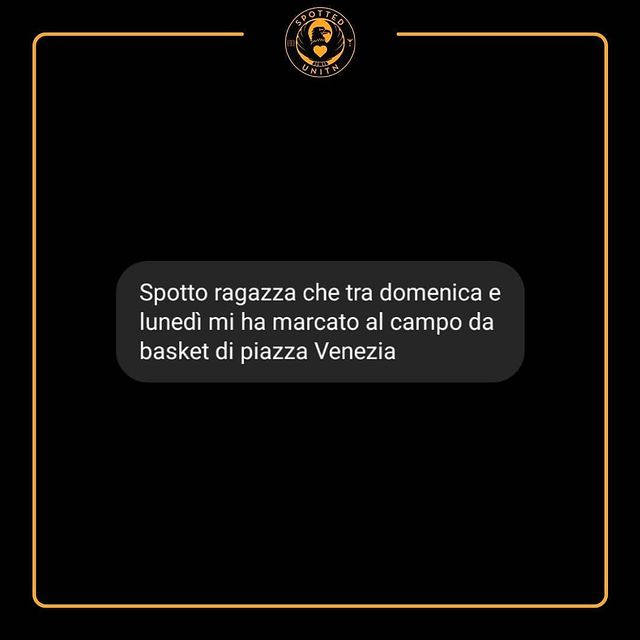 SPOTTED
UNITN
Spotto ragazza che tra domenica e
lunedì mi ha marcato al campo da
basket di piazza Venezia